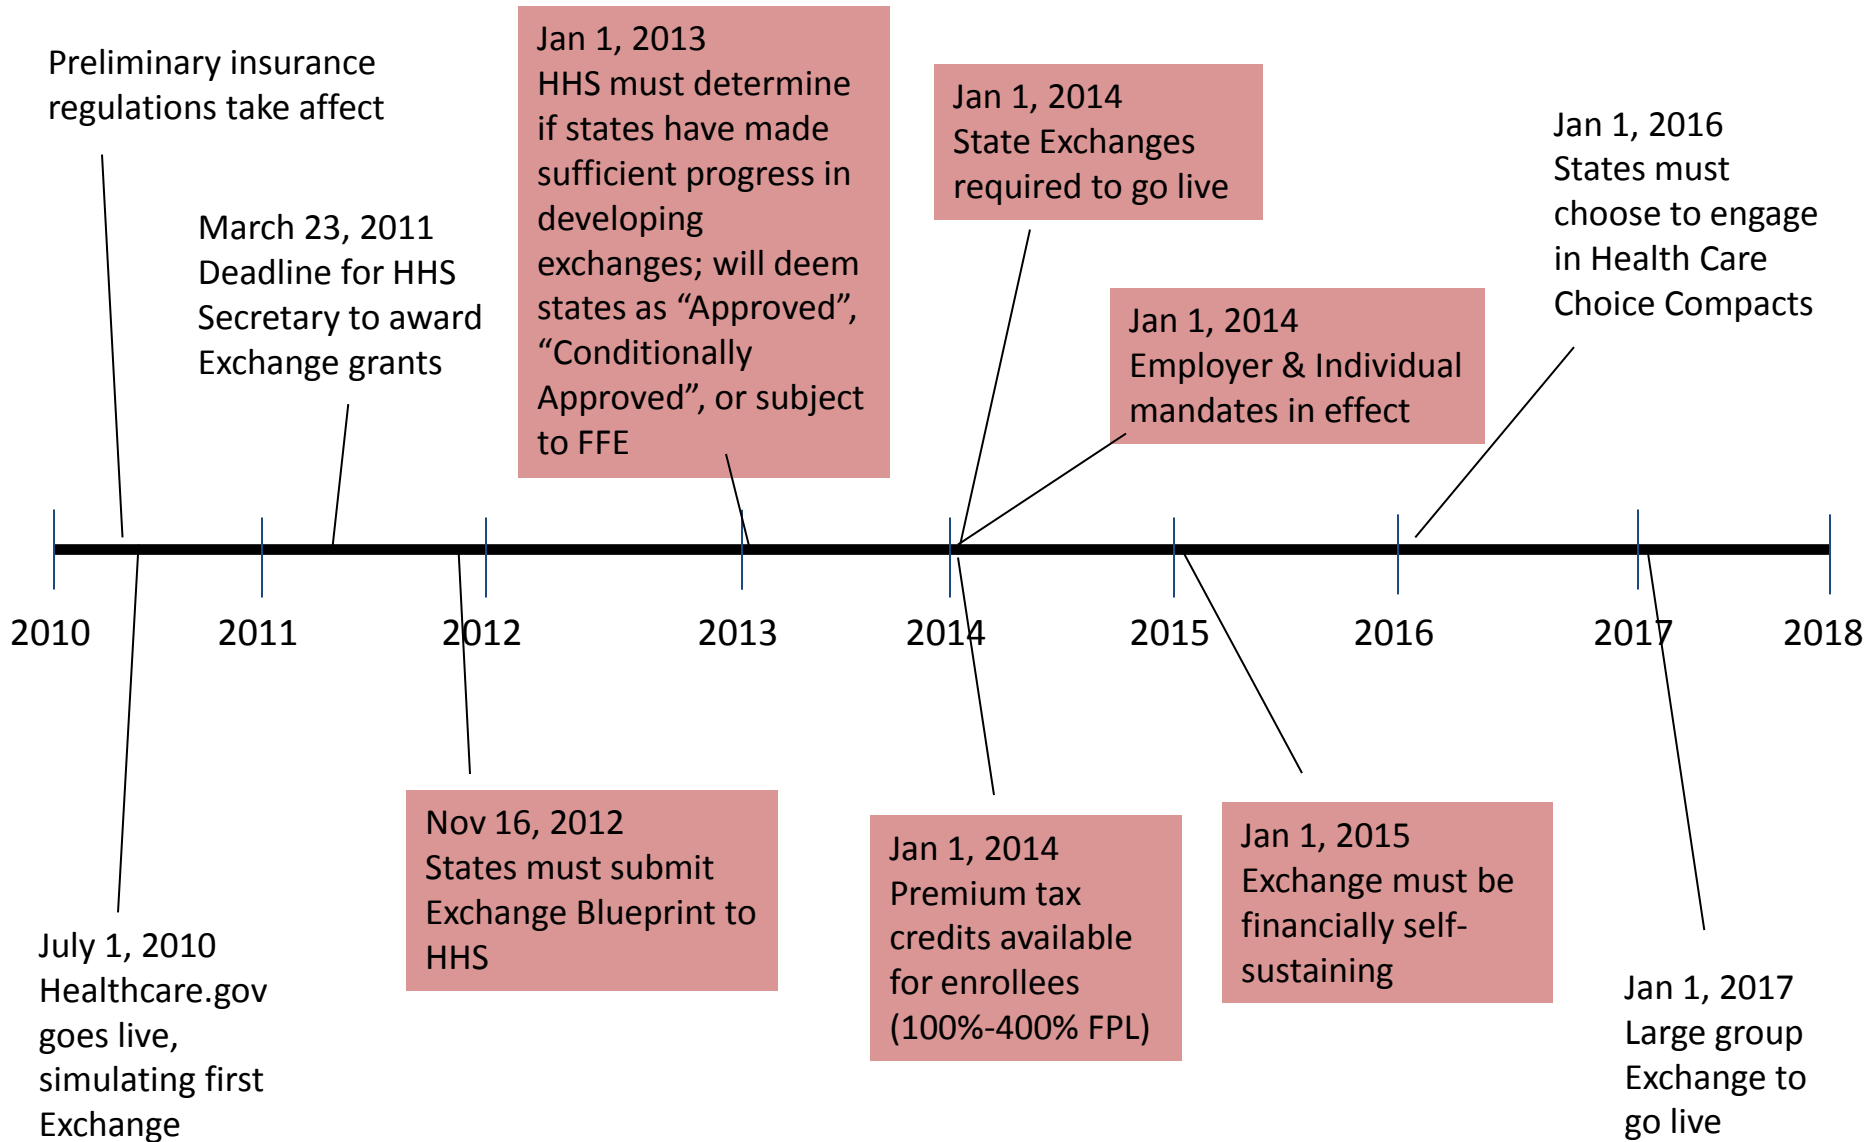 Preliminary insurance
regulations take affect
March 23, 2011
Deadline for HHS
Secretary to award
Exchange grants
Jan 1, 2013
HHS must determine
if states have made
sufficient progress in
developing
exchanges; will deem
states as “Approved”,
“Conditionally
Approved”, or subject
to FFE
Jan 1, 2014
State Exchanges
required to go live
Jan 1, 2014
Employer & Individual
mandates in effect
Jan 1, 2016
States must
choose to engage
in Health Care
Choice Compacts
2010 2011 2012 2013 2014 2015 2016 2017 2018
July 1, 2010
Healthcare.gov
goes live,
simulating first
Exchange
Nov 16, 2012
States must submit
Exchange Blueprint to
HHS
Jan 1, 2014
Premium tax
credits available
for enrollees
(100%-400% FPL)
Jan 1, 2015
Exchange must be
financially self-
sustaining
Jan 1, 2017
Large group
Exchange to
go live